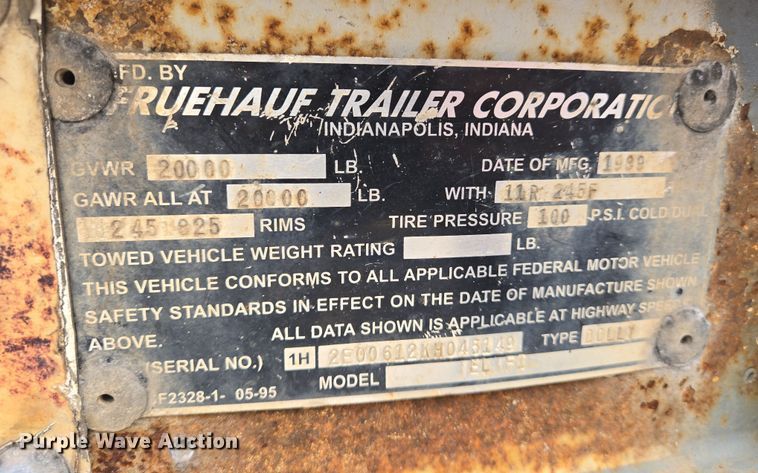 FD. BY
FRUEHAUF TRAILER CORPORATIO
INDIANAPOLIS, INDIANA
GVWR 20000 LB. DATE OF MFG. 1999
GAWR ALL AT 20000 LB. WITH 11R 245F
245 825 RIMS TIRE PRESSURE 100 P.S.I. COLD DUAL
TOWED VEHICLE WEIGHT RATING LB.
THIS VEHICLE CONFORMS TO ALL APPLICABLE FEDERAL MOTOR VEHICLE
SAFETY STANDARDS IN EFFECT ON THE DATE OF MANUFACTURE SHOWN
ABOVE. ALL DATA SHOWN IS APPLICABLE AT HIGHWAY SPEE
(SERIAL NO.) 1H TYPE DOLLY
MODEL
F2328-1- 05-95
Purple Wave Auction